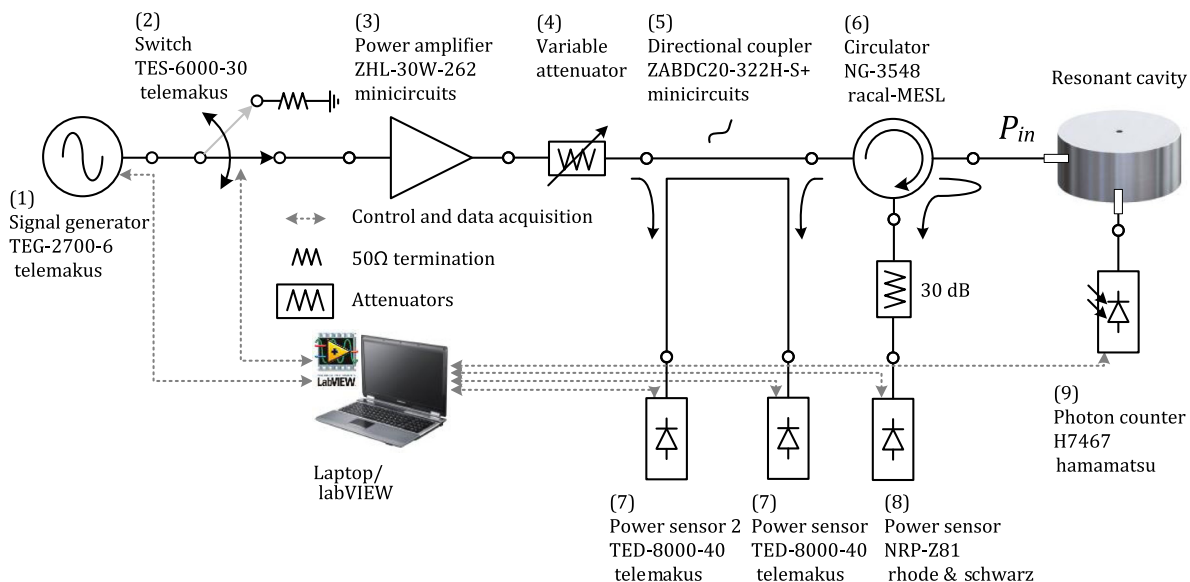 (2)
Switch
TES-6000-30
telemakus
(3)
Power amplifier
ZHL-30W-262
minicircuits
(4)
Variable
attenuator
(5)
Directional coupler
ZABDC20-322H-S+
minicircuits
(6)
Circulator
NG-3548
racal-MESL
Resonant cavity
Pin
(1)
Signal generator
TEG-2700-6
telemakus
Control and data acquisition
50Ω termination
Attenuators
30 dB
LabVIEW
Laptop/
labVIEW
(7)
Power sensor 2
TED-8000-40
telemakus
(7)
Power sensor
TED-8000-40
telemakus
(8)
Power sensor
NRP-Z81
rhode & schwarz
(9)
Photon counter
H7467
hamamatsu